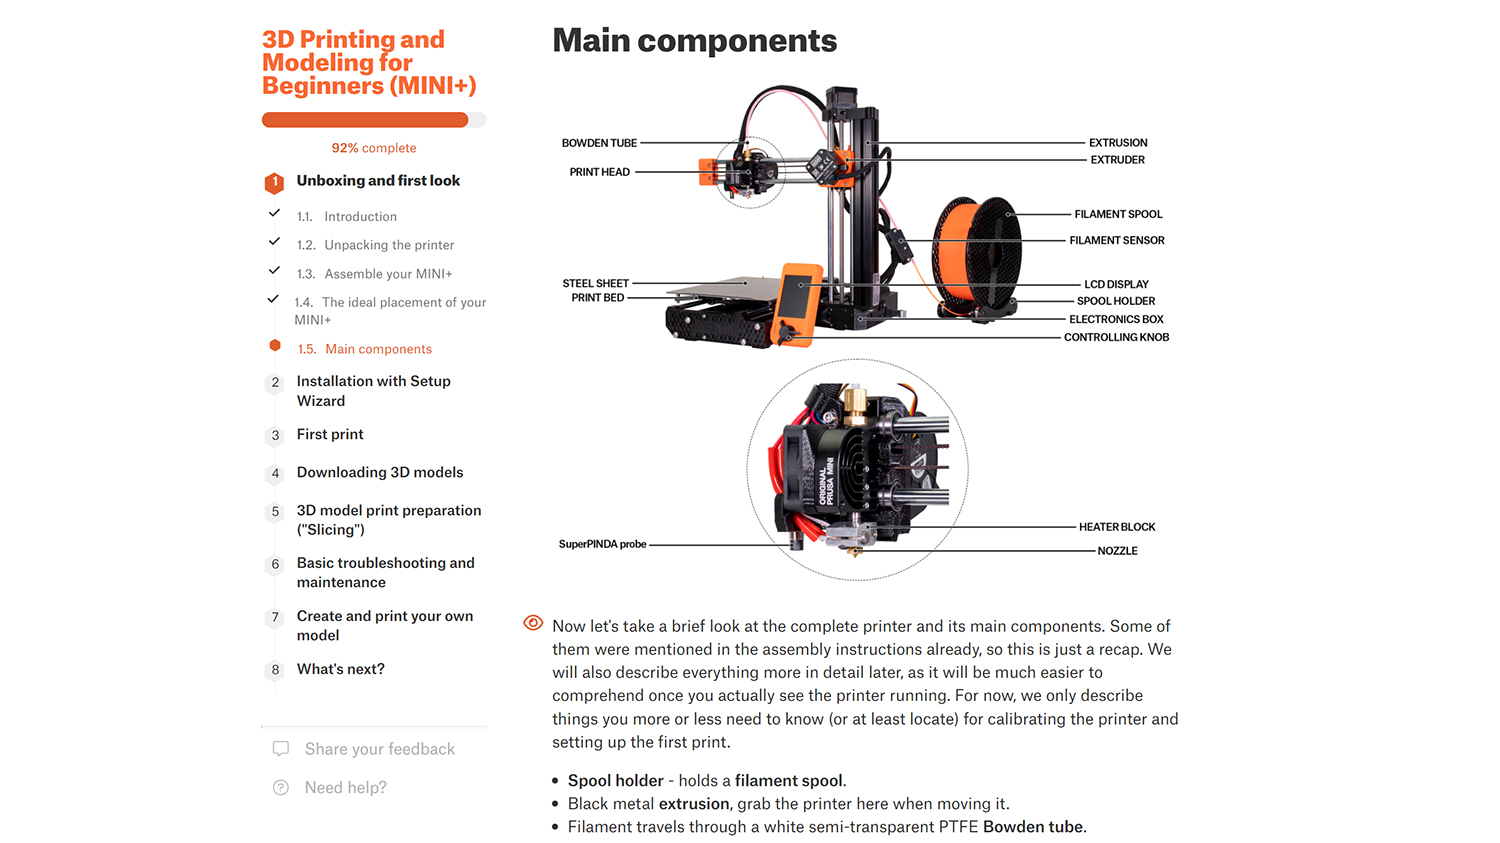 3D Printing and
Modeling for
Beginners (MINI+)
92% complete
1 Unboxing and first look
1.1. Introduction
1.2. Unpacking the printer
1.3. Assemble your MINI+
1.4. The ideal placement of your
MINI+
1.5. Main components
2 Installation with Setup
Wizard
3 First print
4 Downloading 3D models
5 3D model print preparation
("Slicing")
6 Basic troubleshooting and
maintenance
7 Create and print your own
model
8 What's next?
Share your feedback
Need help?
Main components
BOWDEN TUBE
PRINT HEAD
STEEL SHEET
PRINT BED
EXTRUSION
EXTRUDER
FILAMENT SPOOL
FILAMENT SENSOR
LCD DISPLAY
SPOOL HOLDER
ELECTRONICS BOX
CONTROLLING KNOB
ORIGINAL
PRUSA MINI
SuperPINDA probe
HEATER BLOCK
NOZZLE
Now let's take a brief look at the complete printer and its main components. Some of
them were mentioned in the assembly instructions already, so this is just a recap. We
will also describe everything more in detail later, as it will be much easier to
comprehend once you actually see the printer running. For now, we only describe
things you more or less need to know (or at least locate) for calibrating the printer and
setting up the first print.
• Spool holder - holds a filament spool.
• Black metal extrusion, grab the printer here when moving it.
• Filament travels through a white semi-transparent PTFE Bowden tube.